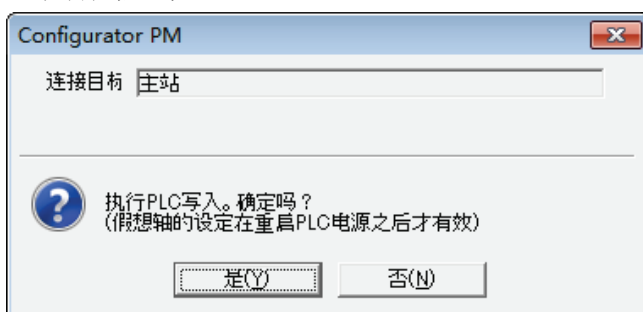 Configurator PM
连接目标 主站
执行PLC写入。确定吗？
(假想轴的设定在重启PLC电源之后才有效)
是(Y) 否(N)